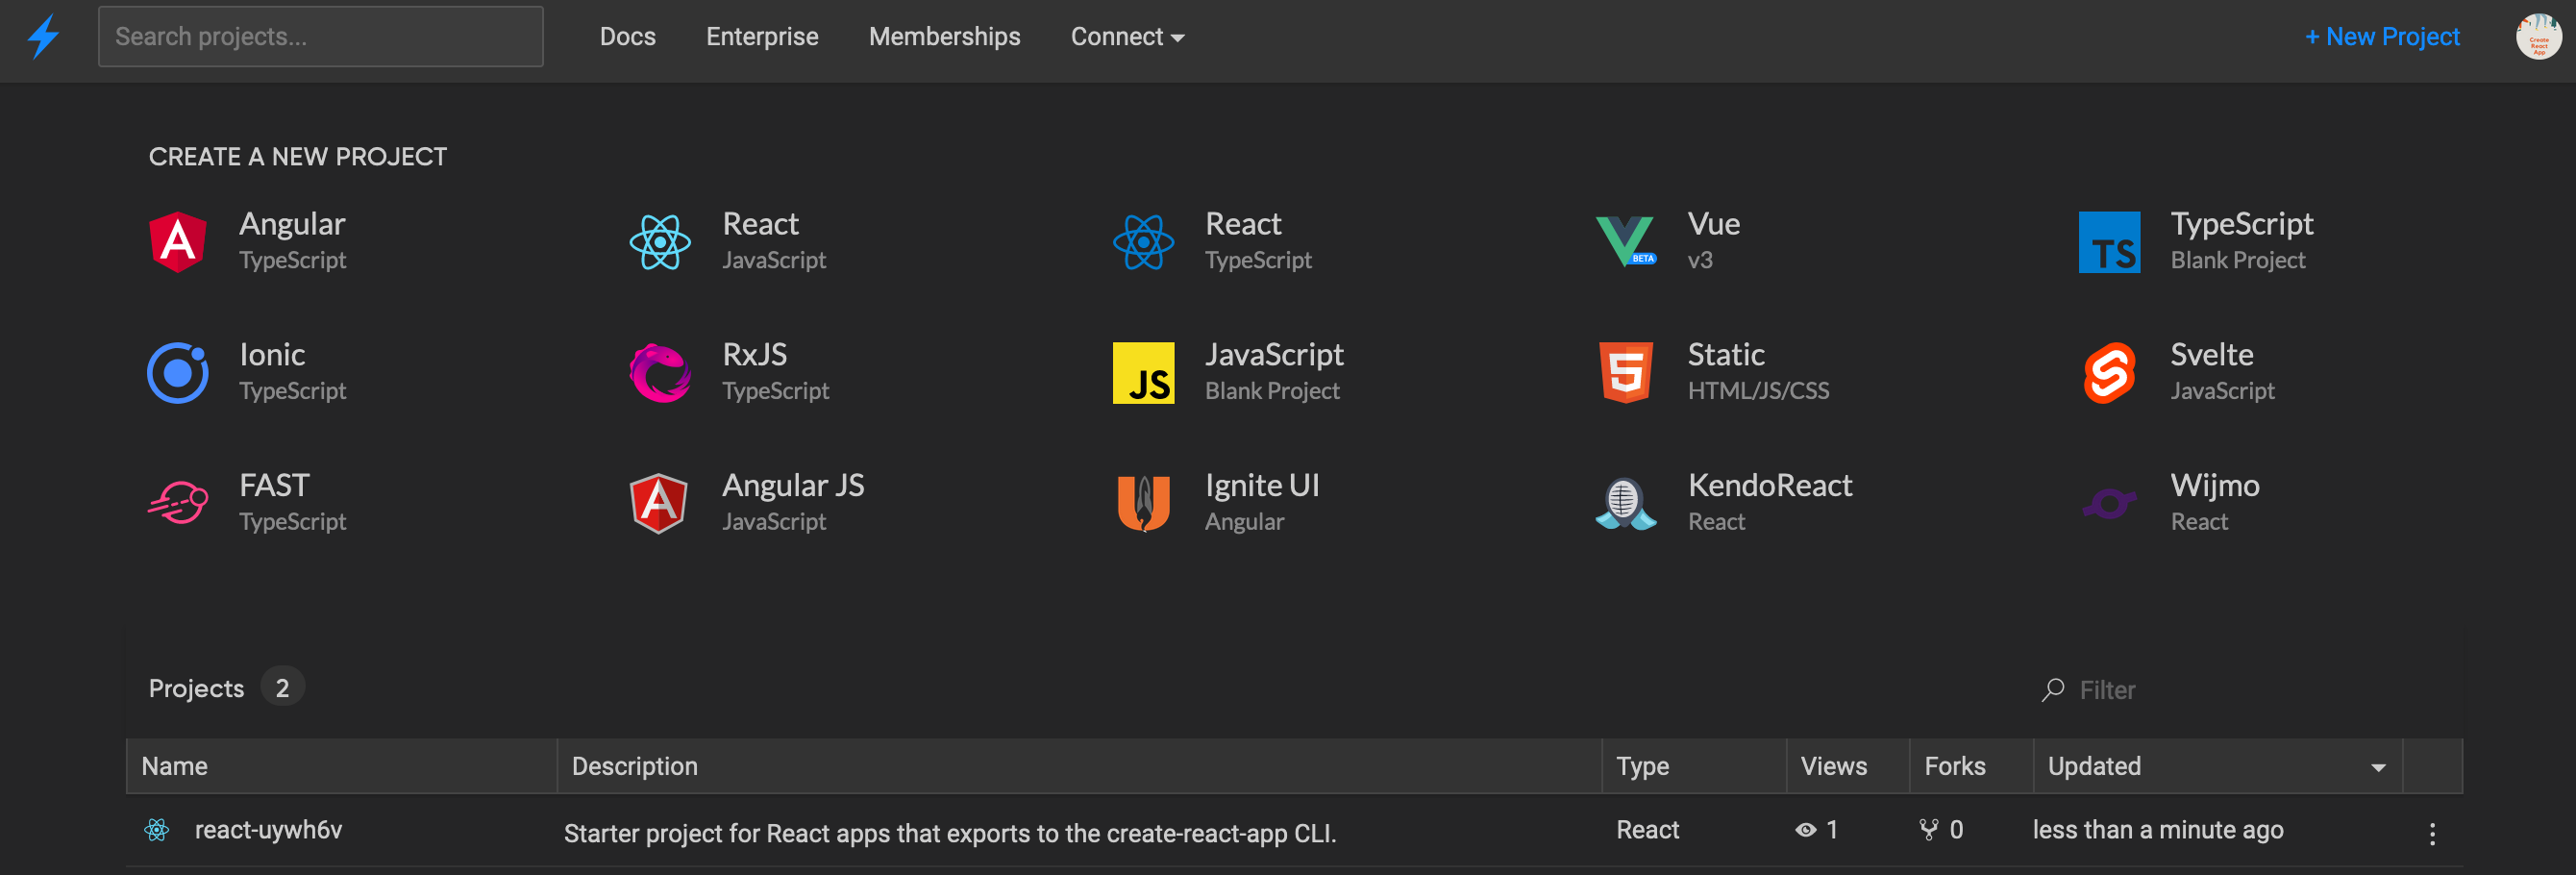 Search projects...
Docs
Enterprise
Memberships
Connect
+ New Project
Create
React
App
CREATE A NEW PROJECT
Angular
TypeScript
React
JavaScript
React
TypeScript
BETA
Vue
v3
TS
TypeScript
Blank Project
Ionic
TypeScript
RxJS
TypeScript
JS
JavaScript
Blank Project
Static
HTML/JS/CSS
Svelte
JavaScript
FAST
TypeScript
Angular JS
JavaScript
Ignite UI
Angular
KendoReact
React
Wijmo
React
Projects 2
Filter
Name
Description
Type
Views
Forks
Updated
react-uywh6v
Starter project for React apps that exports to the create-react-app CLI.
React
1
0
less than a minute ago